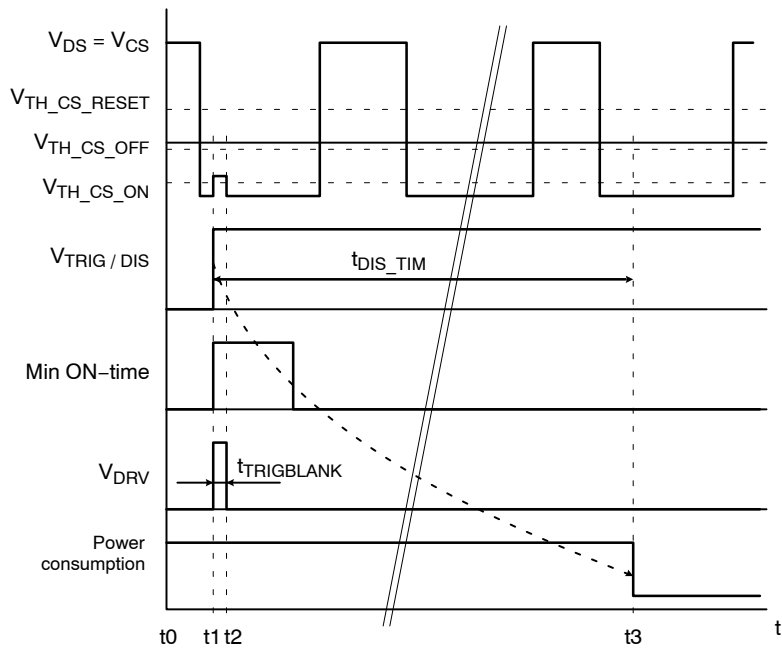 VDS = VCS
VTH_CS_RESET
VTH_CS_OFF
VTH_CS_ON
VTRIG / DIS
tDIS_TIM
Min ON−time
VDRV
tTRIGBLANK
Power
consumption
t0
t1
t2
t3
t